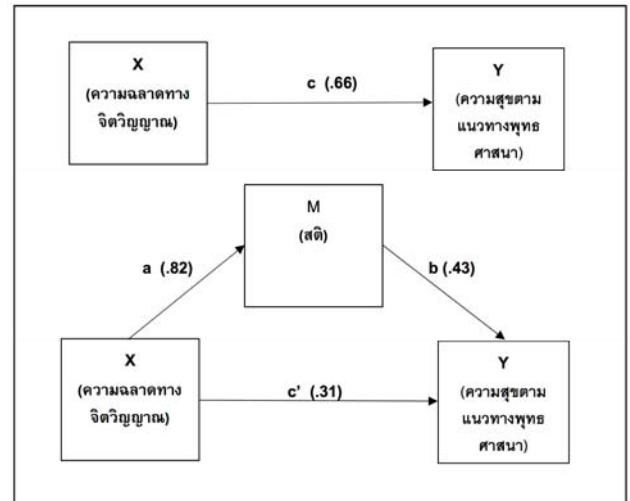 X
(ความฉลาดทาง
จิตวิญญาณ)
c (.66)
Y
(ความสุขตาม
แนวทางพุทธ
ศาสนา)
M
(สติ)
a (.82)
b (.43)
X
(ความฉลาดทาง
จิตวิญญาณ)
c' (.31)
Y
(ความสุขตาม
แนวทางพุทธ
ศาสนา)